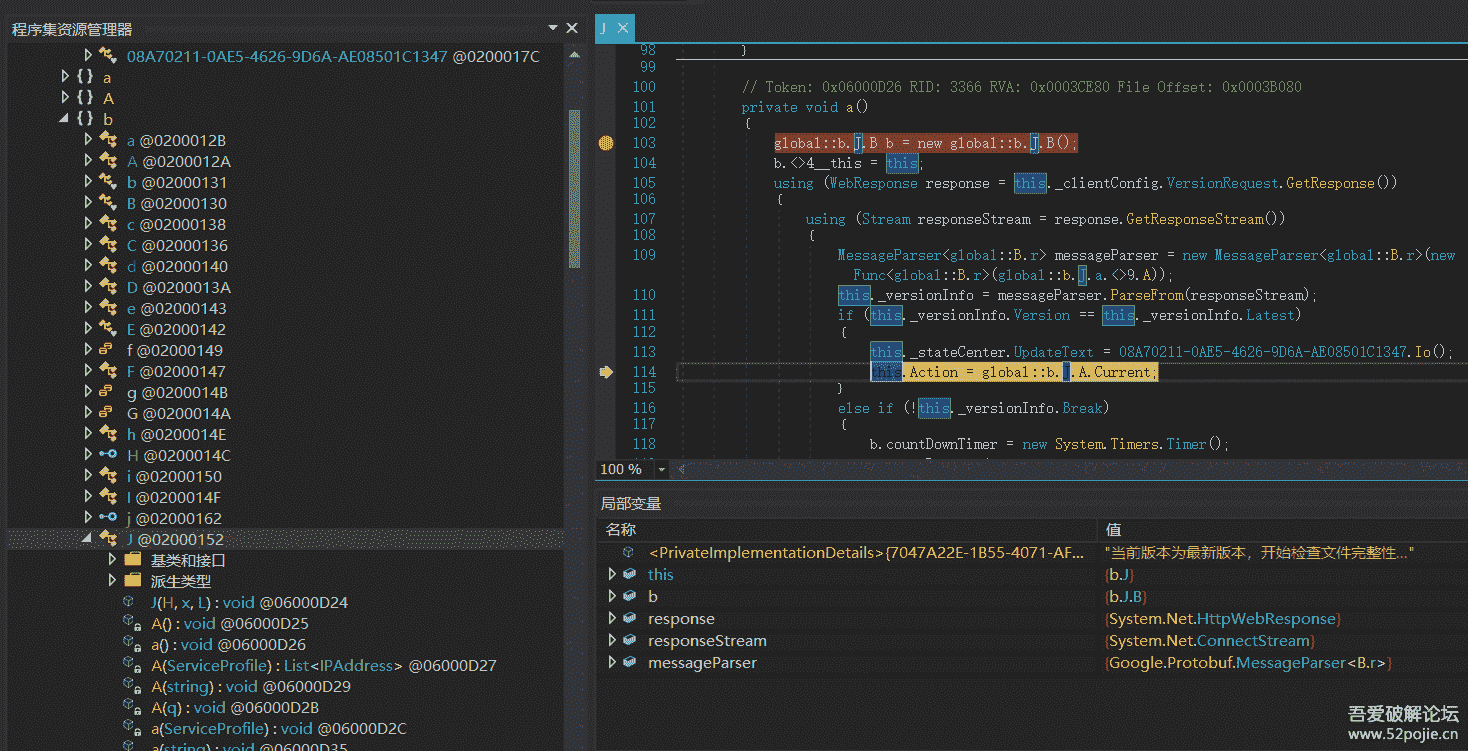 程序集资源管理器
08A70211-0AE5-4626-9D6A-AE08501C1347 @0200017C
{ } a
{ } A
{ } b
a @0200012B
A @0200012A
b @02000131
B @02000130
c @02000138
C @02000136
d @02000140
D @0200013A
e @02000143
E @02000142
f @02000149
F @02000147
g @0200014B
G @0200014A
h @0200014E
H @0200014C
i @02000150
I @0200014F
j @02000162
J @02000152
基类和接口
派生类型
J(H, x, L) : void @06000D24
A() : void @06000D25
a() : void @06000D26
A(ServiceProfile) : List<IPAddress> @06000D27
A(string) : void @06000D29
A(q) : void @06000D2B
a(ServiceProfile) : void @06000D2C
a(string) : void @06000D35
J
98 }
99
100 // Token: 0x06000D26 RID: 3366 RVA: 0x0003CE80 File Offset: 0x0003B080
101 private void a()
102 {
103 global::b.J.B b = new global::b.J.B();
104 b.<>4__this = this;
105 using (WebResponse response = this._clientConfig.VersionRequest.GetResponse())
106 {
107 using (Stream responseStream = response.GetResponseStream())
108 {
109 MessageParser<global::B.r> messageParser = new MessageParser<global::B.r>(new
Func<global::B.r>(global::b.J.a.<>9.A));
110 this._versionInfo = messageParser.ParseFrom(responseStream);
111 if (this._versionInfo.Version == this._versionInfo.Latest)
112 {
113 this._stateCenter.UpdateText = 08A70211-0AE5-4626-9D6A-AE08501C1347.Io();
114 this.Action = global::b.J.A.Current;
115 }
116 else if (!this._versionInfo.Break)
117 {
118 b.countDownTimer = new System.Timers.Timer();
100 %
局部变量
名称 值
<PrivateImplementationDetails>{7047A22E-1B55-4071-AF... "当前版本为最新版本，开始检查文件完整性..."
this {b.J}
b {b.J.B}
response {System.Net.HttpWebResponse}
responseStream {System.Net.ConnectStream}
messageParser {Google.Protobuf.MessageParser<B.r>}
吾爱破解论坛
www.52pojie.cn